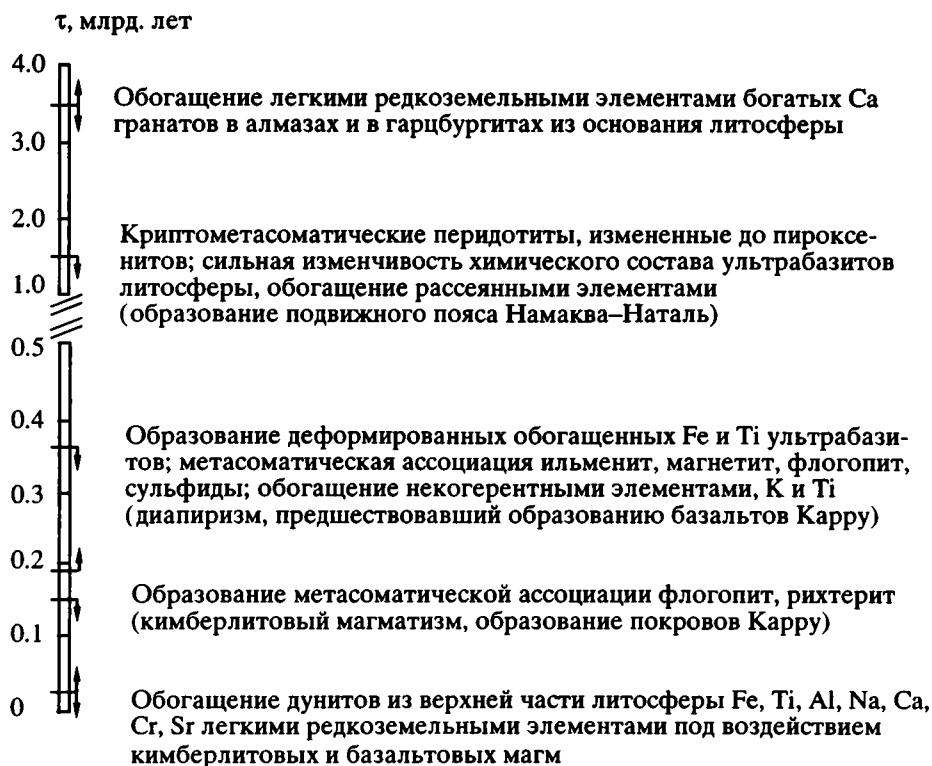 τ, млрд. лет
4.0
Обогащение легкими редкоземельными элементами богатых Ca
гранатов в алмазах и в гарцбургитах из основания литосферы
3.0
2.0
Криптометасоматические перидотиты, измененные до пироксе-
нитов; сильная изменчивость химического состава ультрабазитов
литосферы, обогащение рассеянными элементами
1.0
(образование подвижного пояса Намаква–Наталь)
0.5
0.4
Образование деформированных обогащенных Fe и Ti ультрабази-
тов; метасоматическая ассоциация ильменит, магнетит, флогопит,
0.3
сульфиды; обогащение некогерентными элементами, K и Ti
(диапиризм, предшествовавший образованию базальтов Карру)
0.2
Образование метасоматической ассоциации флогопит, рихтерит
(кимберлитовый магматизм, образование покровов Карру)
0.1
0
Обогащение дунитов из верхней части литосферы Fe, Ti, Al, Na, Ca,
Cr, Sr легкими редкоземельными элементами под воздействием
кимберлитовых и базальтовых магм